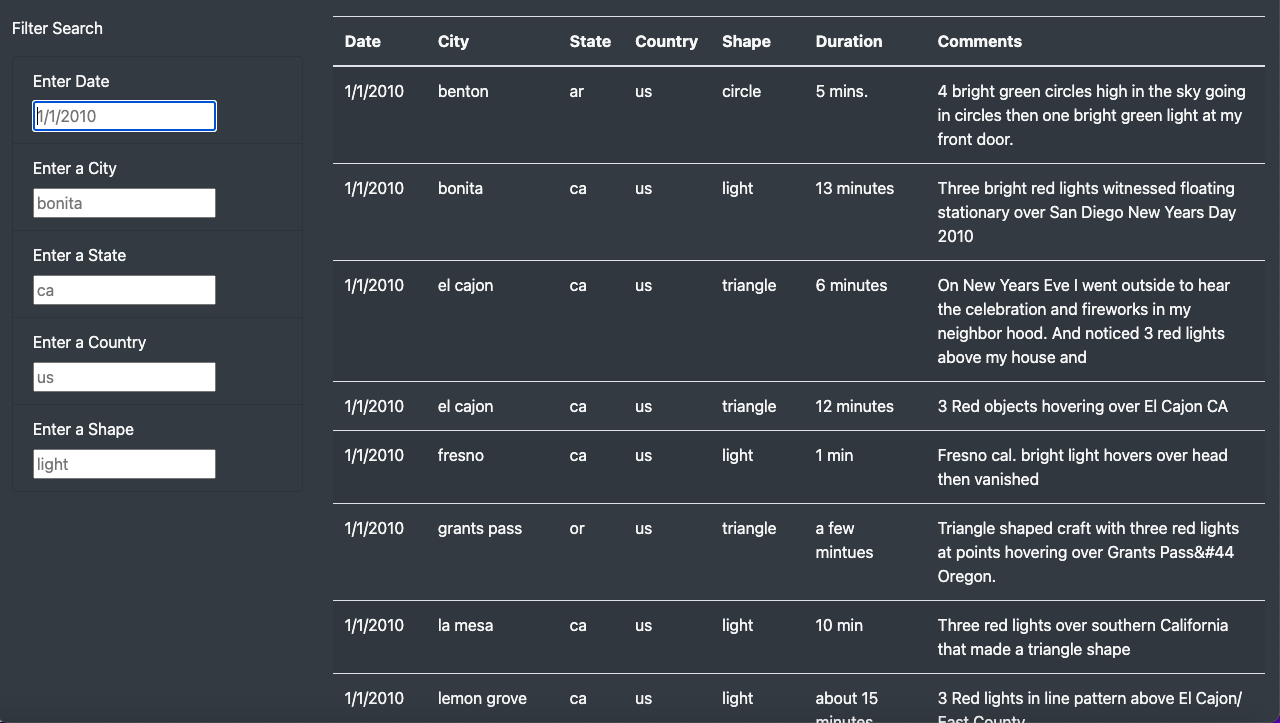 Filter Search
Enter Date
1/1/2010
Enter a City
bonita
Enter a State
ca
Enter a Country
us
Enter a Shape
light
Date City State Country Shape Duration Comments
1/1/2010 benton ar us circle 5 mins. 4 bright green circles high in the sky going
in circles then one bright green light at my
front door.
1/1/2010 bonita ca us light 13 minutes Three bright red lights witnessed floating
stationary over San Diego New Years Day
2010
1/1/2010 el cajon ca us triangle 6 minutes On New Years Eve I went outside to hear
the celebration and fireworks in my
neighbor hood. And noticed 3 red lights
above my house and
1/1/2010 el cajon ca us triangle 12 minutes 3 Red objects hovering over El Cajon CA
1/1/2010 fresno ca us light 1 min Fresno cal. bright light hovers over head
then vanished
1/1/2010 grants pass or us triangle a few Triangle shaped craft with three red lights
mintues at points hovering over Grants Pass&#44
Oregon.
1/1/2010 la mesa ca us light 10 min Three red lights over southern California
that made a triangle shape
1/1/2010 lemon grove ca us light about 15 3 Red lights in line pattern above El Cajon/
minutes East County